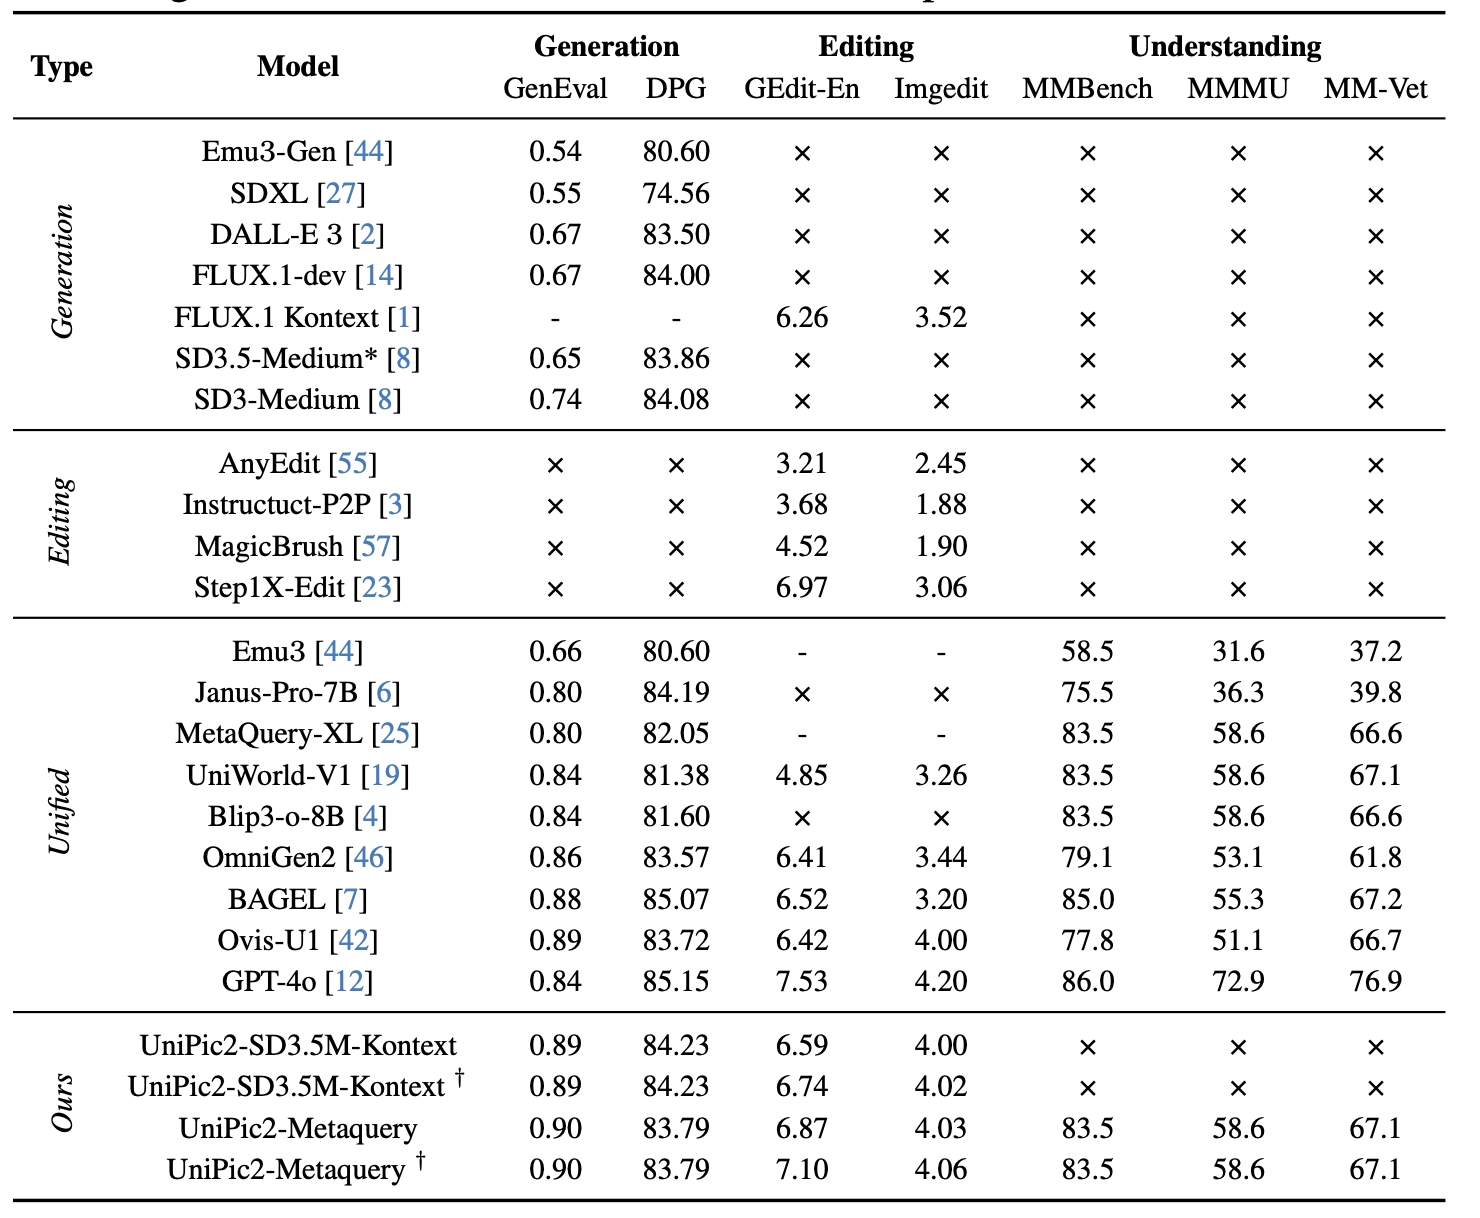 Type Model Generation Editing Understanding
GenEval DPG GEdit-En Imgedit MMBench MMMU MM-Vet
Generation
Emu3-Gen [44] 0.54 80.60 × × × × ×
SDXL [27] 0.55 74.56 × × × × ×
DALL-E 3 [2] 0.67 83.50 × × × × ×
FLUX.1-dev [14] 0.67 84.00 × × × × ×
FLUX.1 Kontext [1] - - 6.26 3.52 × × ×
SD3.5-Medium* [8] 0.65 83.86 × × × × ×
SD3-Medium [8] 0.74 84.08 × × × × ×
Editing
AnyEdit [55] × × 3.21 2.45 × × ×
Instructuct-P2P [3] × × 3.68 1.88 × × ×
MagicBrush [57] × × 4.52 1.90 × × ×
Step1X-Edit [23] × × 6.97 3.06 × × ×
Unified
Emu3 [44] 0.66 80.60 - - 58.5 31.6 37.2
Janus-Pro-7B [6] 0.80 84.19 × × 75.5 36.3 39.8
MetaQuery-XL [25] 0.80 82.05 - - 83.5 58.6 66.6
UniWorld-V1 [19] 0.84 81.38 4.85 3.26 83.5 58.6 67.1
Blip3-o-8B [4] 0.84 81.60 × × 83.5 58.6 66.6
OmniGen2 [46] 0.86 83.57 6.41 3.44 79.1 53.1 61.8
BAGEL [7] 0.88 85.07 6.52 3.20 85.0 55.3 67.2
Ovis-U1 [42] 0.89 83.72 6.42 4.00 77.8 51.1 66.7
GPT-4o [12] 0.84 85.15 7.53 4.20 86.0 72.9 76.9
Ours
UniPic2-SD3.5M-Kontext 0.89 84.23 6.59 4.00 × × ×
UniPic2-SD3.5M-Kontext † 0.89 84.23 6.74 4.02 × × ×
UniPic2-Metaquery 0.90 83.79 6.87 4.03 83.5 58.6 67.1
UniPic2-Metaquery † 0.90 83.79 7.10 4.06 83.5 58.6 67.1